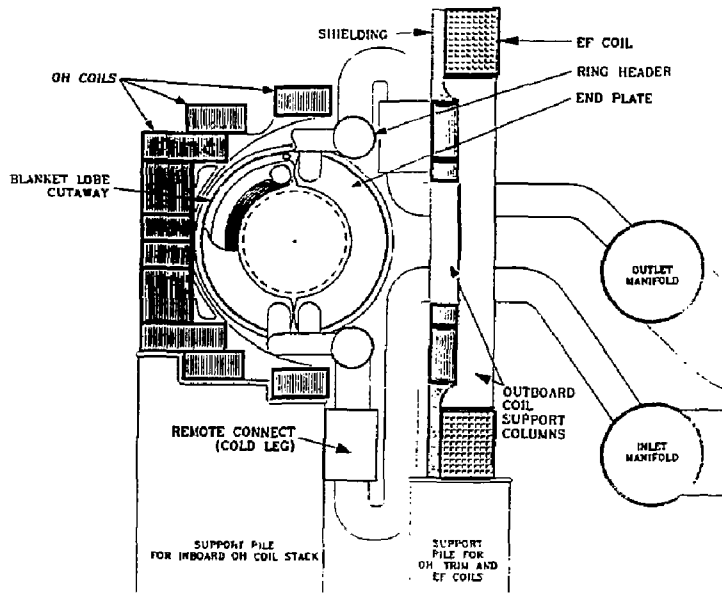 SHIELDING
EF COIL
OH COILS
RING HEADER
END PLATE
BLANKET LOBE
CUTAWAY
OUTLET
MANIFOLD
OUTBOARD
COIL
SUPPORT
COLUMNS
REMOTE CONNECT
(COLD LEG)
INLET
MANIFOLD
SUPPORT PILE
FOR INBOARD OH COIL STACK
SUPPORT
PILE FOR
OH TRIM AND
EF COILS